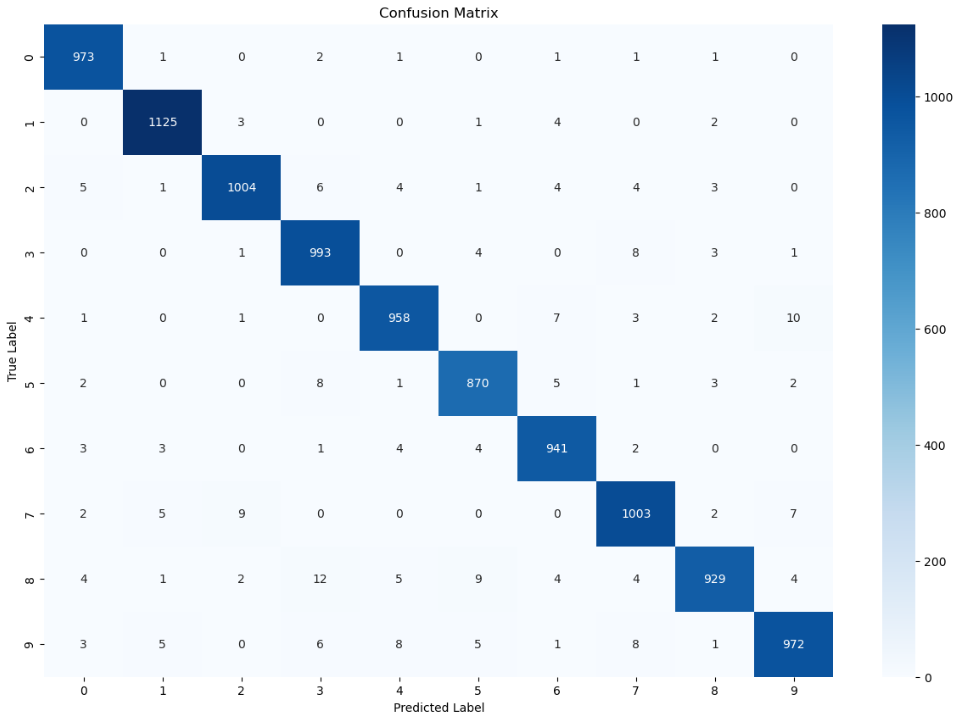 Confusion Matrix
0 973 1 0 2 1 0 1 1 1 0
1 0 1125 3 0 0 1 4 0 2 0
2 5 1 1004 6 4 1 4 4 3 0
3 0 0 1 993 0 4 0 8 3 1
4 1 0 1 0 958 0 7 3 2 10
5 2 0 0 8 1 870 5 1 3 2
6 3 3 0 1 4 4 941 2 0 0
7 2 5 9 0 0 0 0 1003 2 7
8 4 1 2 12 5 9 4 4 929 4
9 3 5 0 6 8 5 1 8 1 972
0 1 2 3 4 5 6 7 8 9
True Label
Predicted Label
1000
800
600
400
200
0